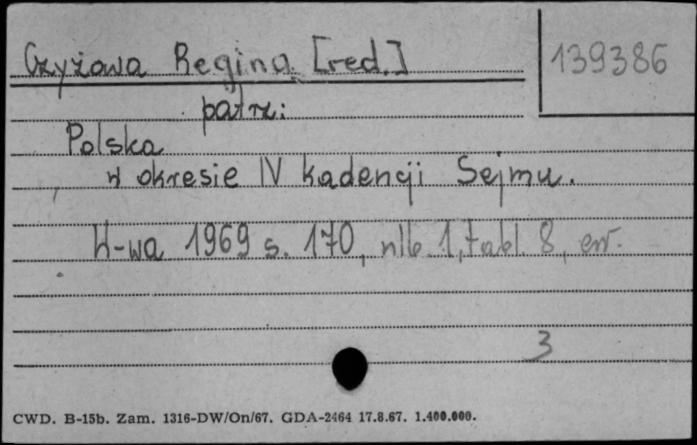 Czyżowa Regina [red.]
139386
patrz:
Polska
w okresie IV kadencji Sejmu.
W-wa 1969 s. 170, nlb. 1, tabl. 8, err.
3
CWD. B-15b. Zam. 1316-DW/On/67. GDA-2464 17.8.67. 1.400.000.